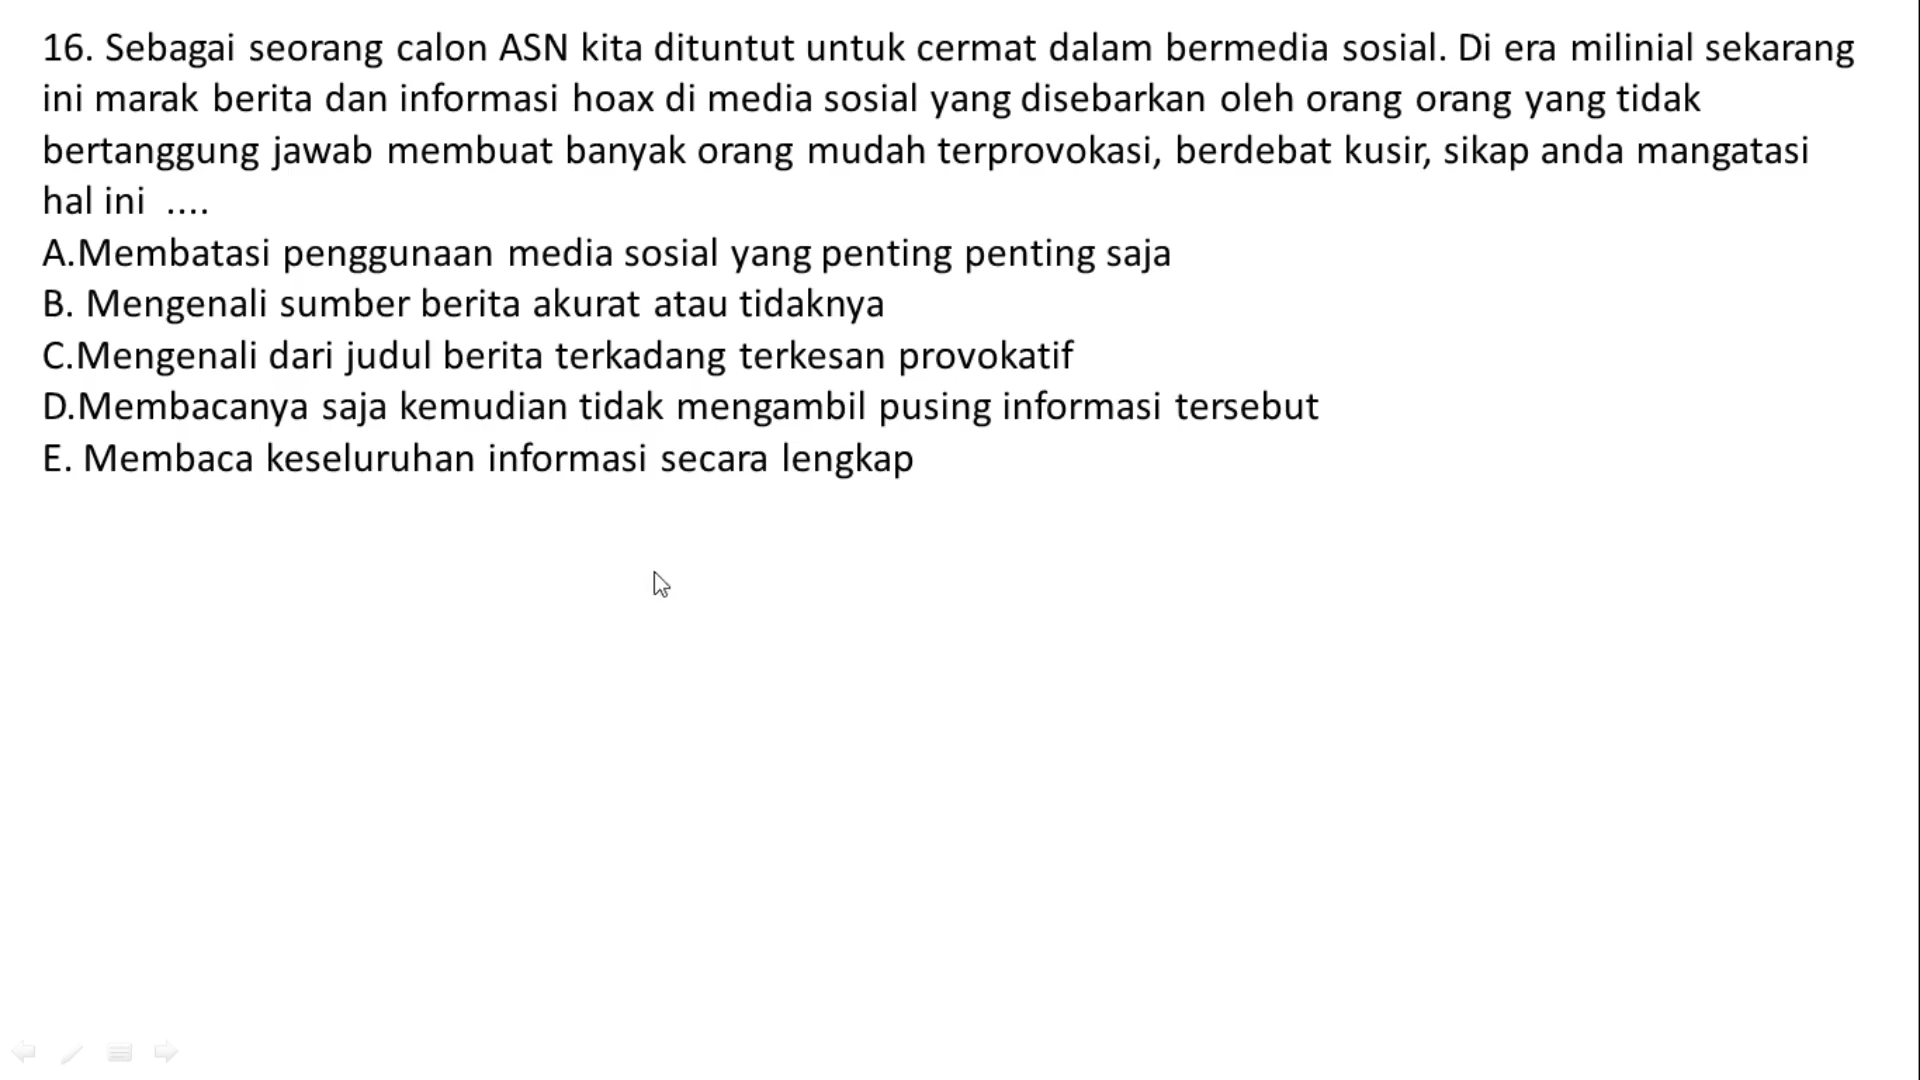 16. Sebagai seorang calon ASN kita dituntut untuk cermat dalam bermedia sosial. Di era milinial sekarang
ini marak berita dan informasi hoax di media sosial yang disebarkan oleh orang orang yang tidak
bertanggung jawab membuat banyak orang mudah terprovokasi, berdebat kusir, sikap anda mangatasi
hal ini ....
A.Membatasi penggunaan media sosial yang penting penting saja
B. Mengenali sumber berita akurat atau tidaknya
C.Mengenali dari judul berita terkadang terkesan provokatif
D.Membacanya saja kemudian tidak mengambil pusing informasi tersebut
E. Membaca keseluruhan informasi secara lengkap